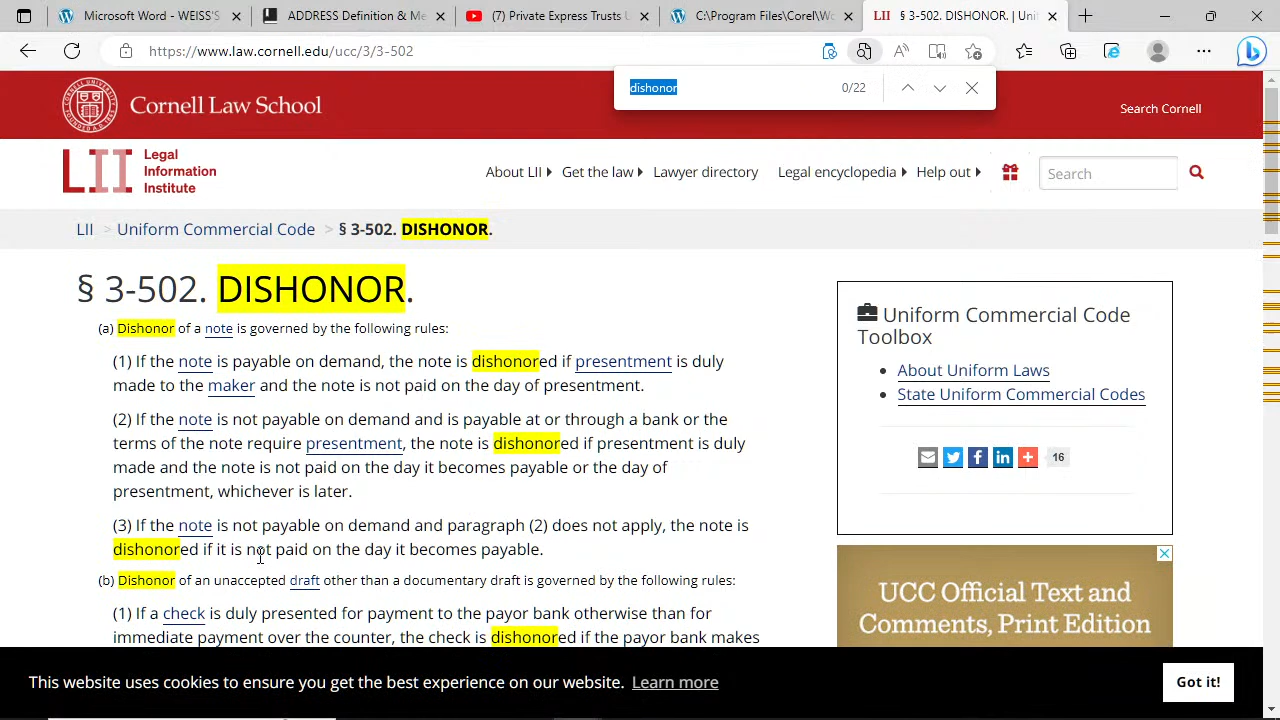 Microsoft Word - WEISS's
ADDRESS Definition & Me
(7) Private Express Trusts L
C:\Program Files\Corel\Wo
LII § 3-502. DISHONOR. | Uni
https://www.law.cornell.edu/ucc/3/3-502
dishonor 0/22
Cornell Law School
Search Cornell
LII Legal
Information
Institute
About LII Get the law Lawyer directory Legal encyclopedia Help out Search
LII > Uniform Commercial Code > § 3-502. DISHONOR.
§ 3-502. DISHONOR.
(a) Dishonor of a note is governed by the following rules:
(1) If the note is payable on demand, the note is dishonored if presentment is duly
made to the maker and the note is not paid on the day of presentment.
(2) If the note is not payable on demand and is payable at or through a bank or the
terms of the note require presentment, the note is dishonored if presentment is duly
made and the note is not paid on the day it becomes payable or the day of
presentment, whichever is later.
(3) If the note is not payable on demand and paragraph (2) does not apply, the note is
dishonored if it is not paid on the day it becomes payable.
(b) Dishonor of an unaccepted draft other than a documentary draft is governed by the following rules:
(1) If a check is duly presented for payment to the payor bank otherwise than for
immediate payment over the counter, the check is dishonored if the payor bank makes
Uniform Commercial Code
Toolbox
About Uniform Laws
State Uniform Commercial Codes
16
UCC Official Text and
Comments, Print Edition
This website uses cookies to ensure you get the best experience on our website. Learn more
Got it!